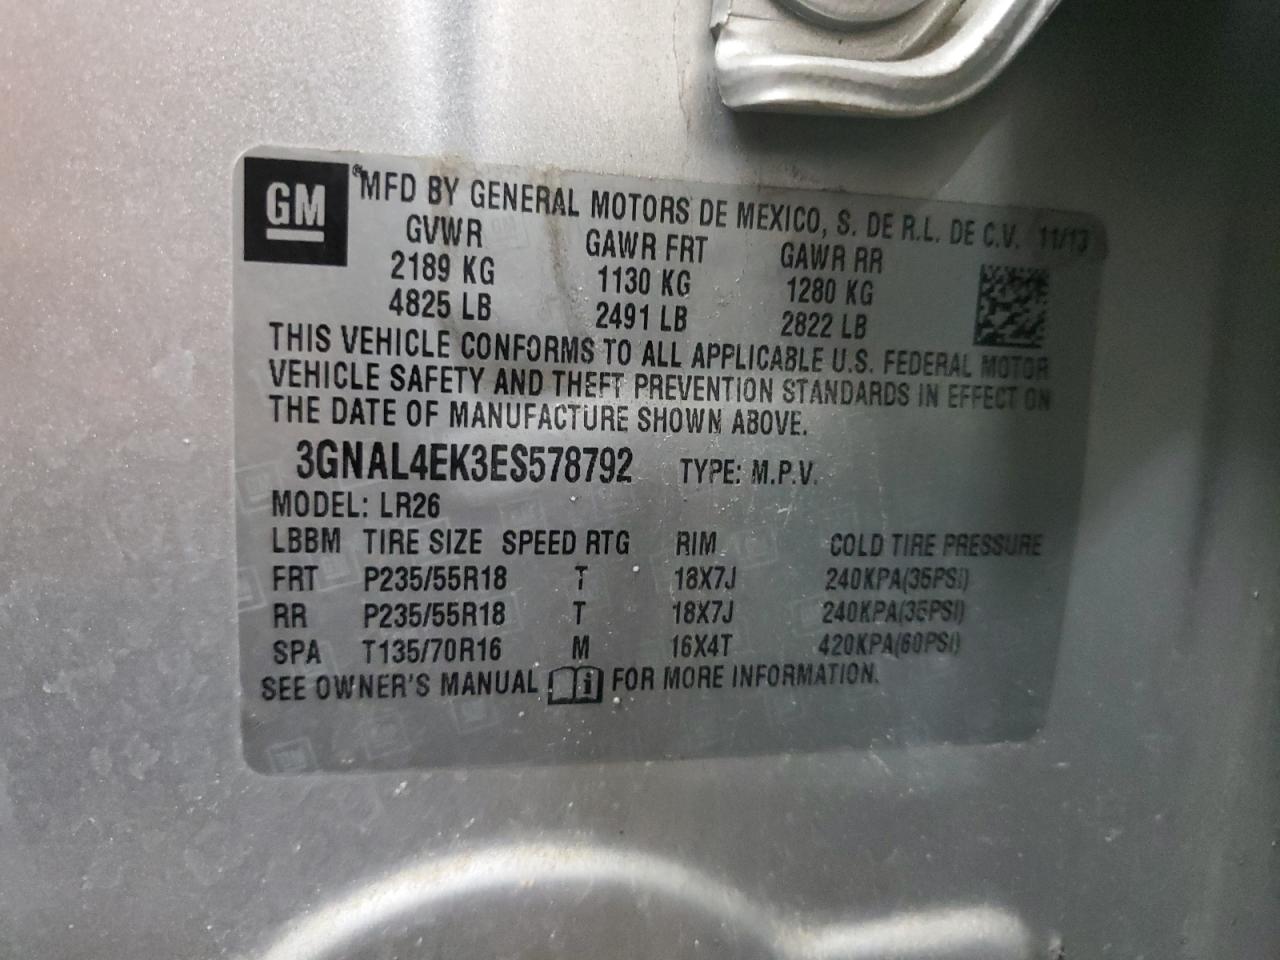 GM
® MFD BY GENERAL MOTORS DE MEXICO, S. DE R.L. DE C.V. 11/13
GVWR GAWR FRT GAWR RR
2189 KG 1130 KG 1280 KG
4825 LB 2491 LB 2822 LB
THIS VEHICLE CONFORMS TO ALL APPLICABLE U.S. FEDERAL MOTOR
VEHICLE SAFETY AND THEFT PREVENTION STANDARDS IN EFFECT ON
THE DATE OF MANUFACTURE SHOWN ABOVE.
3GNAL4EK3ES578792 TYPE: M.P.V.
MODEL: LR26
LBBM TIRE SIZE SPEED RTG RIM COLD TIRE PRESSURE
FRT P235/55R18 T 18X7J 240KPA(35PSI)
RR P235/55R18 T 18X7J 240KPA(35PSI)
SPA T135/70R16 M 16X4T 420KPA(60PSI)
SEE OWNER'S MANUAL i FOR MORE INFORMATION.